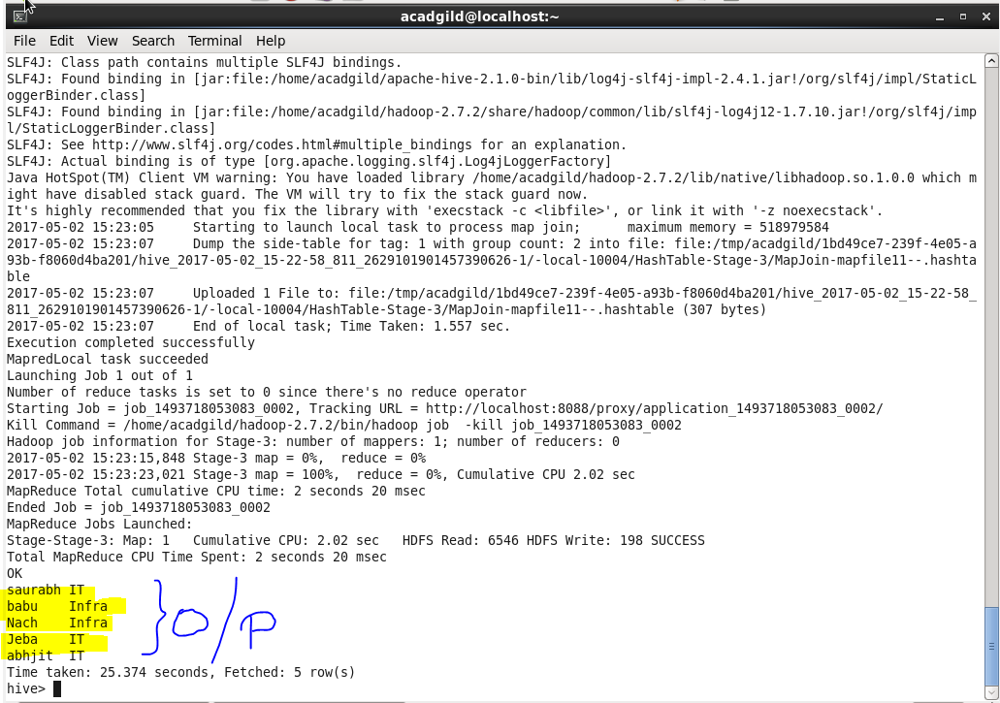 acadgild@localhost:~
File Edit View Search Terminal Help
SLF4J: Class path contains multiple SLF4J bindings.
SLF4J: Found binding in [jar:file:/home/acadgild/apache-hive-2.1.0-bin/lib/log4j-slf4j-impl-2.4.1.jar!/org/slf4j/impl/StaticL
oggerBinder.class]
SLF4J: Found binding in [jar:file:/home/acadgild/hadoop-2.7.2/share/hadoop/common/lib/slf4j-log4j12-1.7.10.jar!/org/slf4j/imp
l/StaticLoggerBinder.class]
SLF4J: See http://www.slf4j.org/codes.html#multiple_bindings for an explanation.
SLF4J: Actual binding is of type [org.apache.logging.slf4j.Log4jLoggerFactory]
Java HotSpot(TM) Client VM warning: You have loaded library /home/acadgild/hadoop-2.7.2/lib/native/libhadoop.so.1.0.0 which m
ight have disabled stack guard. The VM will try to fix the stack guard now.
It's highly recommended that you fix the library with 'execstack -c <libfile>', or link it with '-z noexecstack'.
2017-05-02 15:23:05     Starting to launch local task to process map join;      maximum memory = 518979584
2017-05-02 15:23:07     Dump the side-table for tag: 1 with group count: 2 into file: file:/tmp/acadgild/1bd49ce7-239f-4e05-a
93b-f8060d4ba201/hive_2017-05-02_15-22-58_811_2629101901457390626-1/-local-10004/HashTable-Stage-3/MapJoin-mapfile11--.hashta
ble
2017-05-02 15:23:07     Uploaded 1 File to: file:/tmp/acadgild/1bd49ce7-239f-4e05-a93b-f8060d4ba201/hive_2017-05-02_15-22-58_
811_2629101901457390626-1/-local-10004/HashTable-Stage-3/MapJoin-mapfile11--.hashtable (307 bytes)
2017-05-02 15:23:07     End of local task; Time Taken: 1.557 sec.
Execution completed successfully
MapredLocal task succeeded
Launching Job 1 out of 1
Number of reduce tasks is set to 0 since there's no reduce operator
Starting Job = job_1493718053083_0002, Tracking URL = http://localhost:8088/proxy/application_1493718053083_0002/
Kill Command = /home/acadgild/hadoop-2.7.2/bin/hadoop job  -kill job_1493718053083_0002
Hadoop job information for Stage-3: number of mappers: 1; number of reducers: 0
2017-05-02 15:23:15,848 Stage-3 map = 0%,  reduce = 0%
2017-05-02 15:23:23,021 Stage-3 map = 100%,  reduce = 0%, Cumulative CPU 2.02 sec
MapReduce Total cumulative CPU time: 2 seconds 20 msec
Ended Job = job_1493718053083_0002
MapReduce Jobs Launched:
Stage-Stage-3: Map: 1   Cumulative CPU: 2.02 sec   HDFS Read: 6546 HDFS Write: 198 SUCCESS
Total MapReduce CPU Time Spent: 2 seconds 20 msec
OK
saurabh IT
babu    Infra
Nach    Infra
Jeba    IT
abhjit  IT
} O/P
Time taken: 25.374 seconds, Fetched: 5 row(s)
hive>